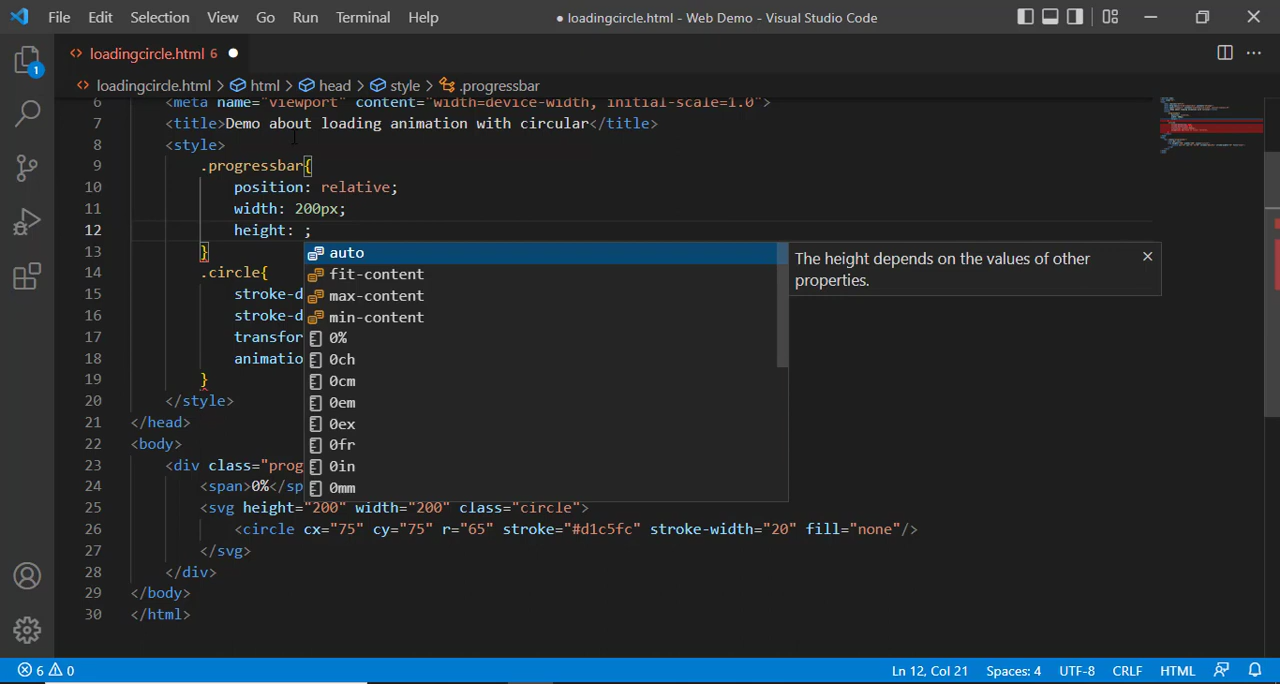 File Edit Selection View Go Run Terminal Help ● loadingcircle.html - Web Demo - Visual Studio Code
loadingcircle.html 6 ●
loadingcircle.html > html > head > style > .progressbar
1
6 <meta name="viewport" content="width=device-width, initial-scale=1.0">
7 <title>Demo about loading animation with circular</title>
8 <style>
9 .progressbar{
10 position: relative;
11 width: 200px;
12 height: ;
13 }
auto
The height depends on the values of other
properties.
14 .circle{
fit-content
15 stroke-d
max-content
16 stroke-d
min-content
17 transfor
0%
18 animatio
0ch
19 }
0cm
20 </style>
0em
21 </head>
0ex
22 <body>
0fr
23 <div class="prog
0in
24 <span>0%</sp
0mm
25 <svg height="200" width="200" class="circle">
26 <circle cx="75" cy="75" r="65" stroke="#d1c5fc" stroke-width="20" fill="none"/>
27 </svg>
28 </div>
29 </body>
30 </html>
6 0 Ln 12, Col 21 Spaces: 4 UTF-8 CRLF HTML